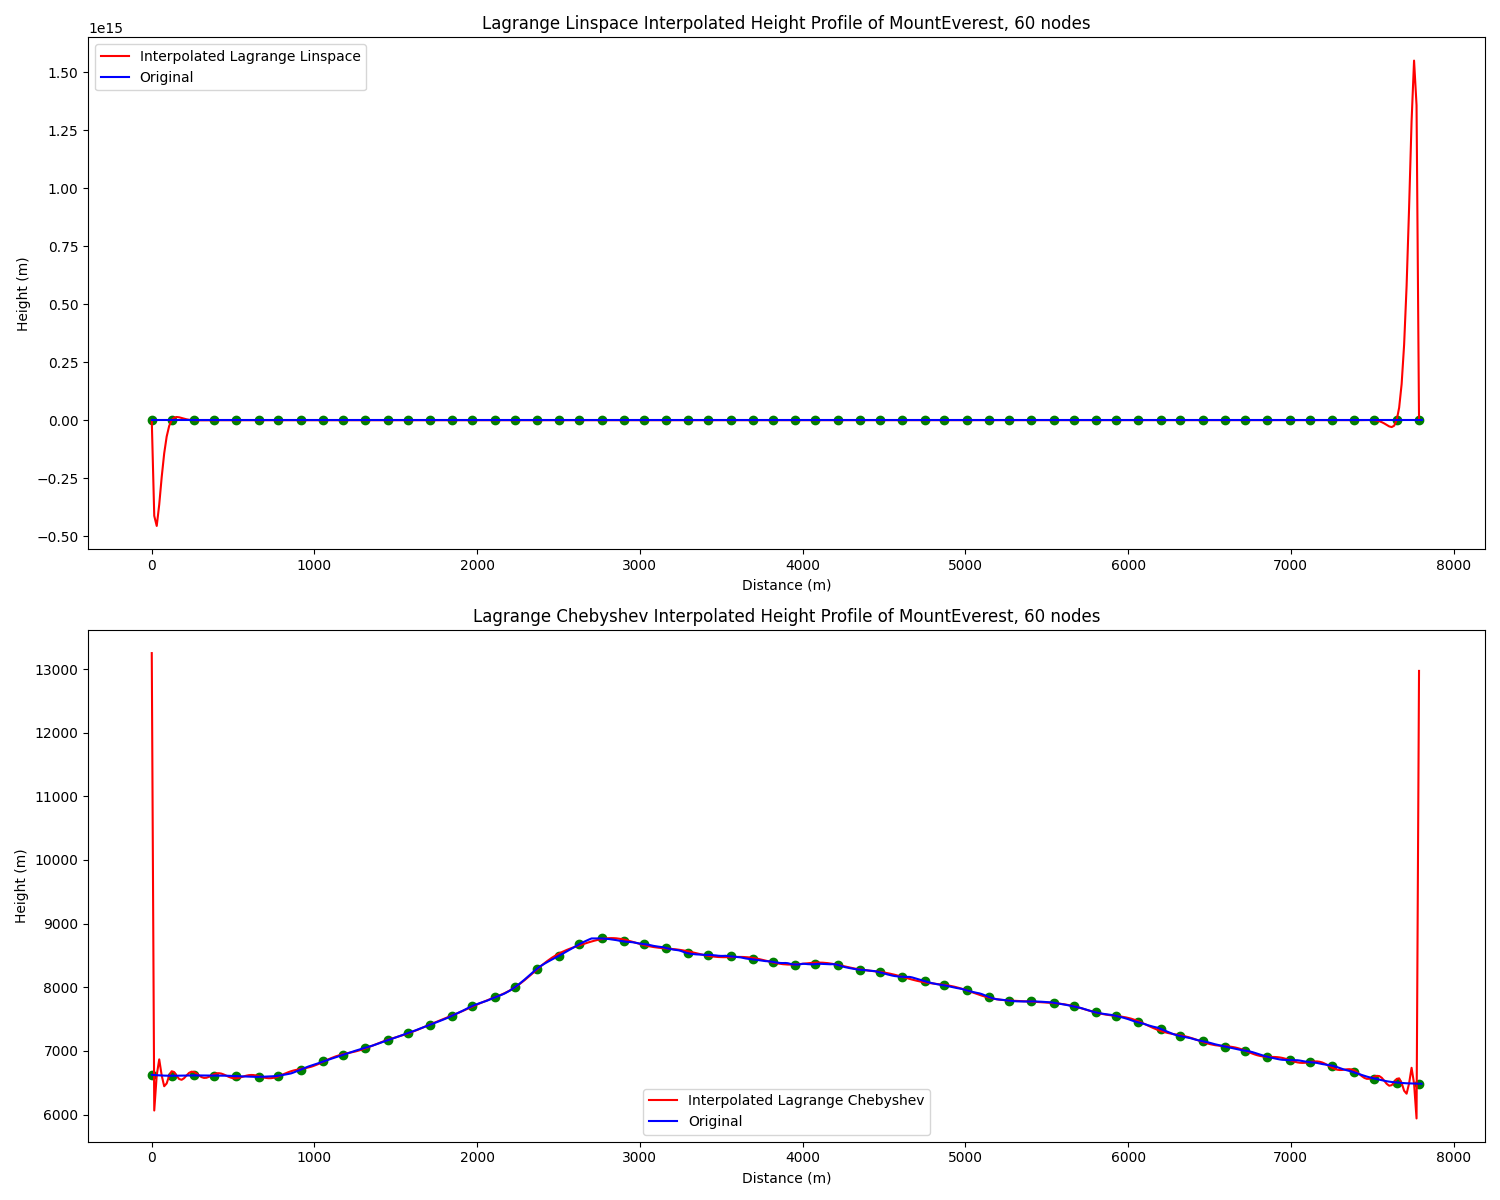 Lagrange Linspace Interpolated Height Profile of MountEverest, 60 nodes
1e15
Interpolated Lagrange Linspace
Original
1.50
1.25
1.00
0.75
0.50
0.25
0.00
−0.25
−0.50
Height (m)
0 1000 2000 3000 4000 5000 6000 7000 8000
Distance (m)
Lagrange Chebyshev Interpolated Height Profile of MountEverest, 60 nodes
13000
12000
11000
10000
9000
8000
7000
6000
Height (m)
Interpolated Lagrange Chebyshev
Original
0 1000 2000 3000 4000 5000 6000 7000 8000
Distance (m)